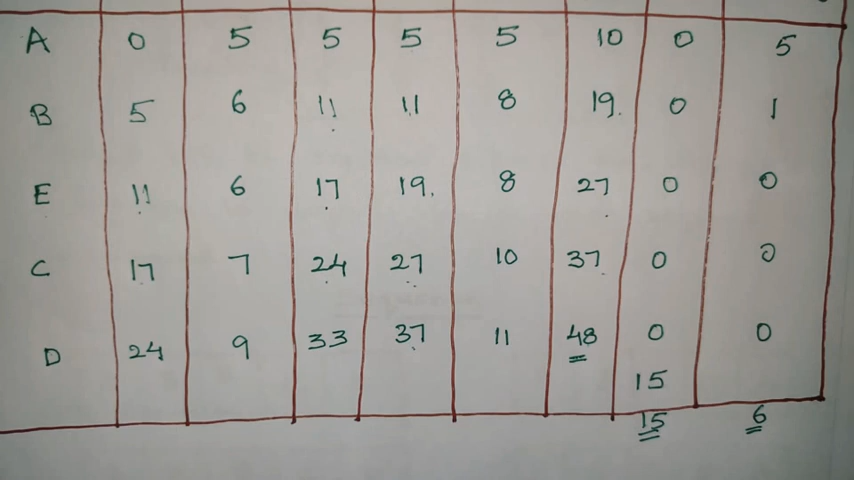 A 0 5 5 5 5 10 0 5
B 5 6 11 11 8 19 0 1
E 11 6 17 19 8 27 0 0
C 17 7 24 27 10 37 0 0
D 24 9 33 37 11 48 0 0
15
15 6